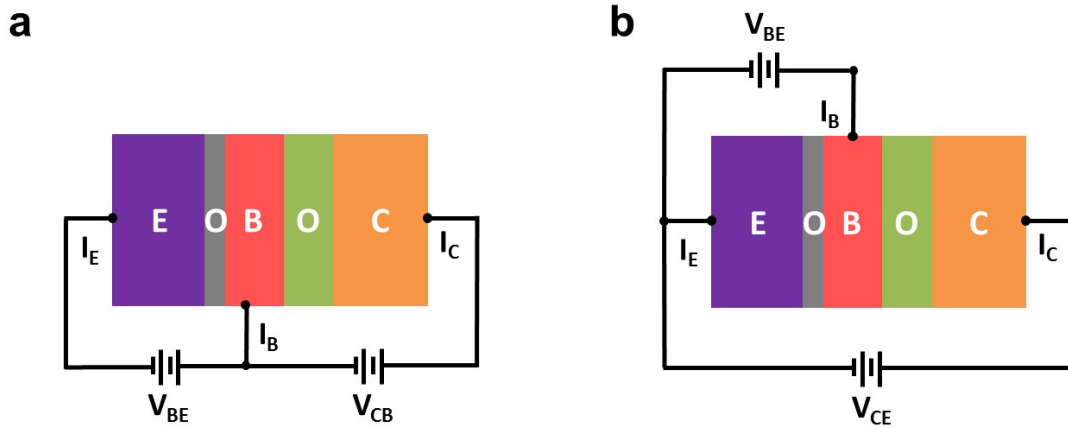 a
E O B O C
I_E
I_C
I_B
V_BE
V_CB
b
V_BE
I_B
E O B O C
I_E
I_C
V_CE